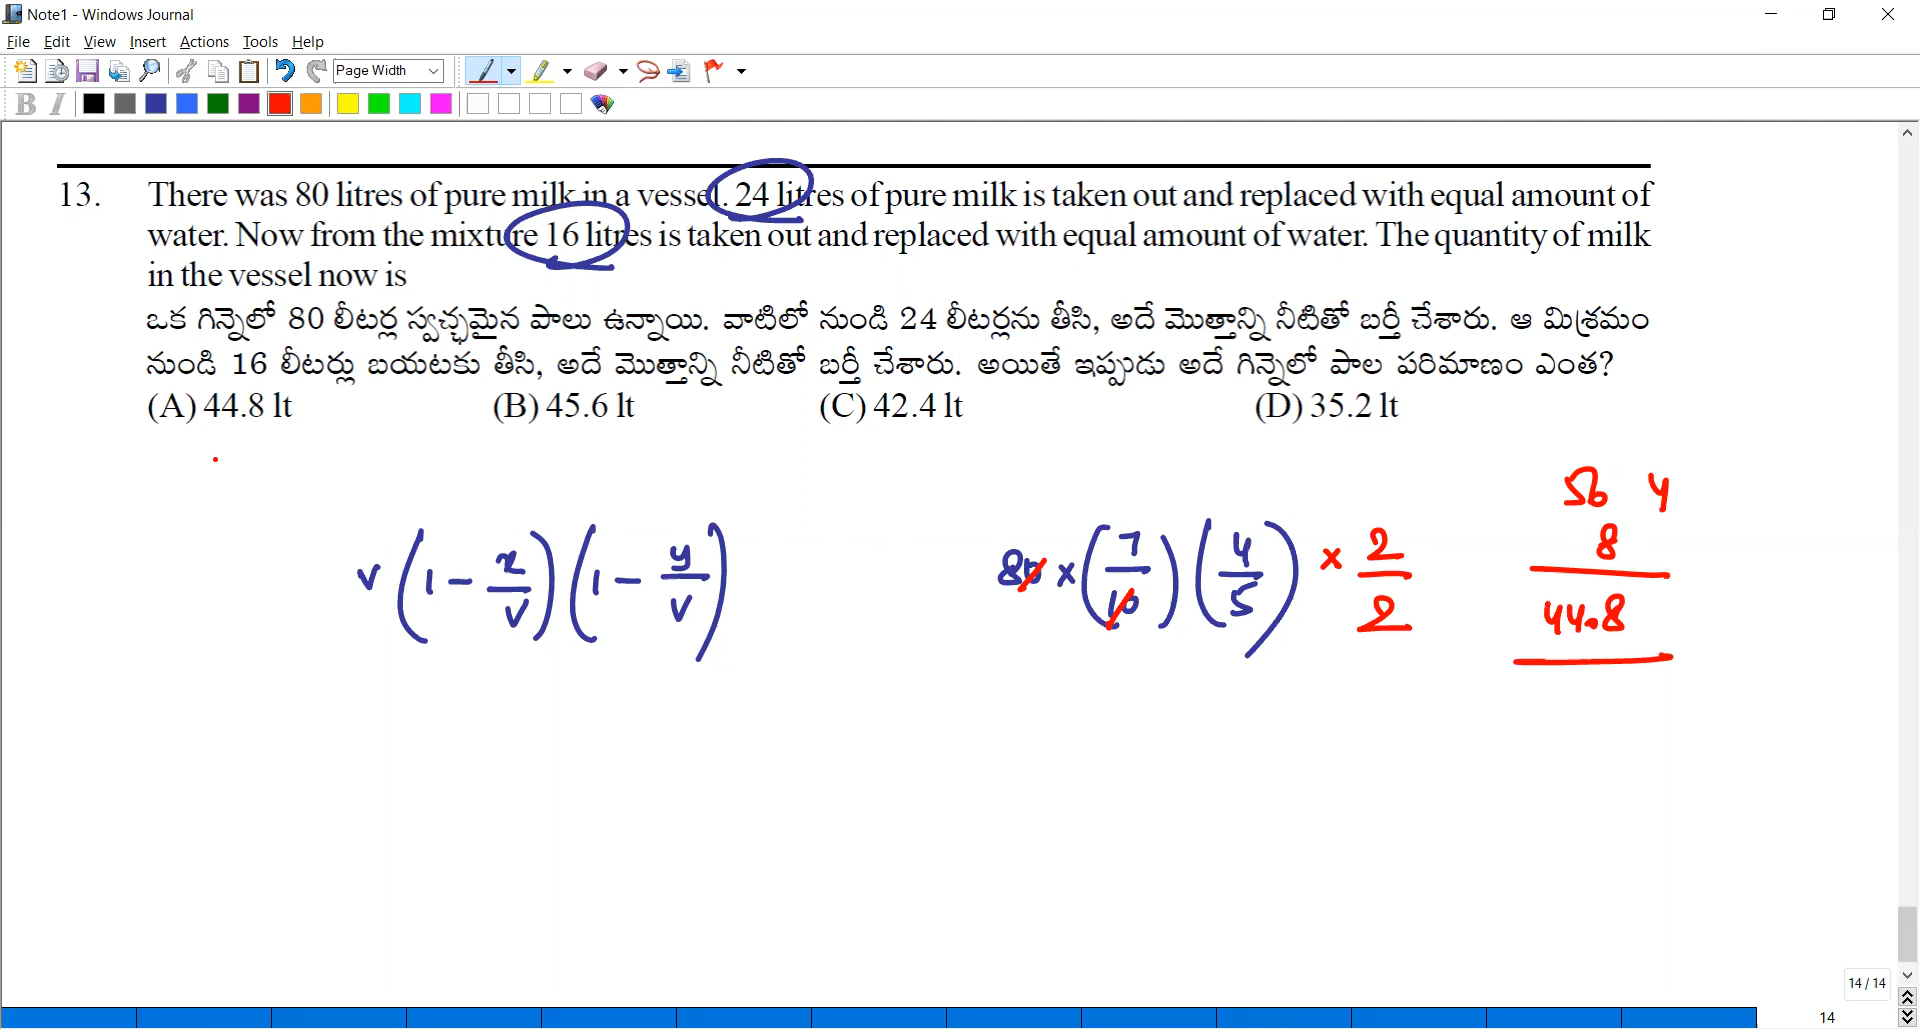 Note1 - Windows Journal
File Edit View Insert Actions Tools Help
Page Width
B I
13. There was 80 litres of pure milk in a vessel. 24 litres of pure milk is taken out and replaced with equal amount of
water. Now from the mixture 16 litres is taken out and replaced with equal amount of water. The quantity of milk
in the vessel now is
ఒక గిన్నెలో 80 లీటర్ల స్వచ్ఛమైన పాలు ఉన్నాయి. వాటిలో నుండి 24 లీటర్లను తీసి, అదే మొత్తాన్ని నీటితో బర్తీ చేశారు. ఆ మిశ్రమం
నుండి 16 లీటర్లు బయటకు తీసి, అదే మొత్తాన్ని నీటితో బర్తీ చేశారు. అయితే ఇప్పుడు అదే గిన్నెలో పాల పరిమాణం ఎంత?
(A) 44.8 lt (B) 45.6 lt (C) 42.4 lt (D) 35.2 lt
v (1 - x/v) (1 - y/v) 80 × (7/10) (4/5) × 2/2
56 4
8
44.8
14 / 14
14